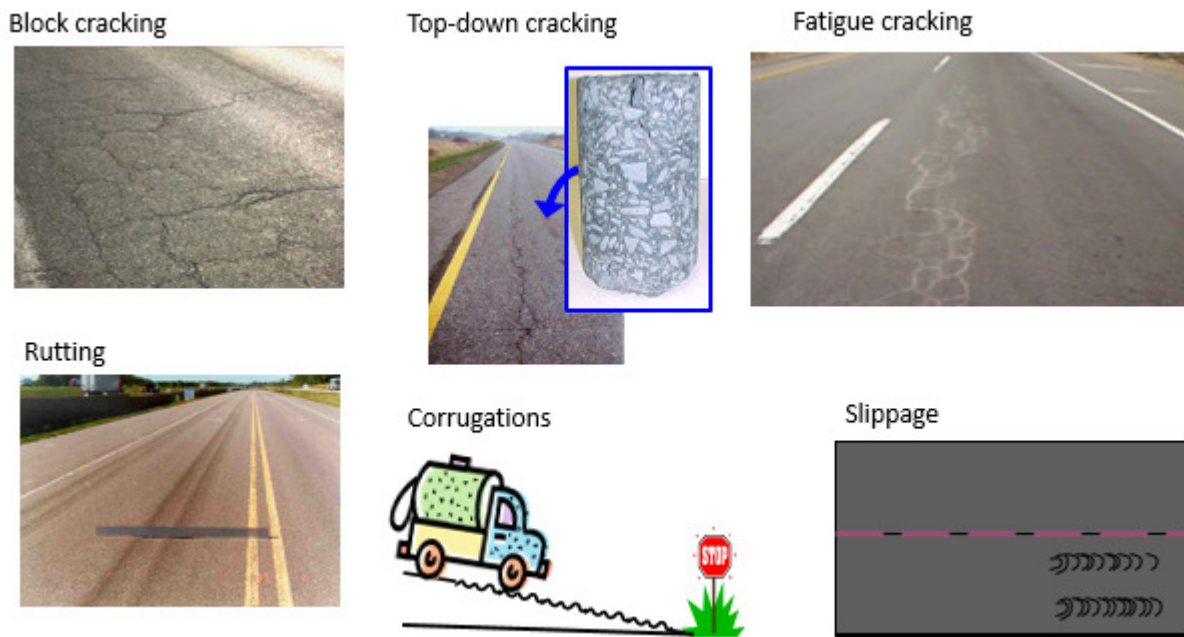 Block cracking
Top-down cracking
Fatigue cracking
Rutting
Corrugations
Slippage
STOP